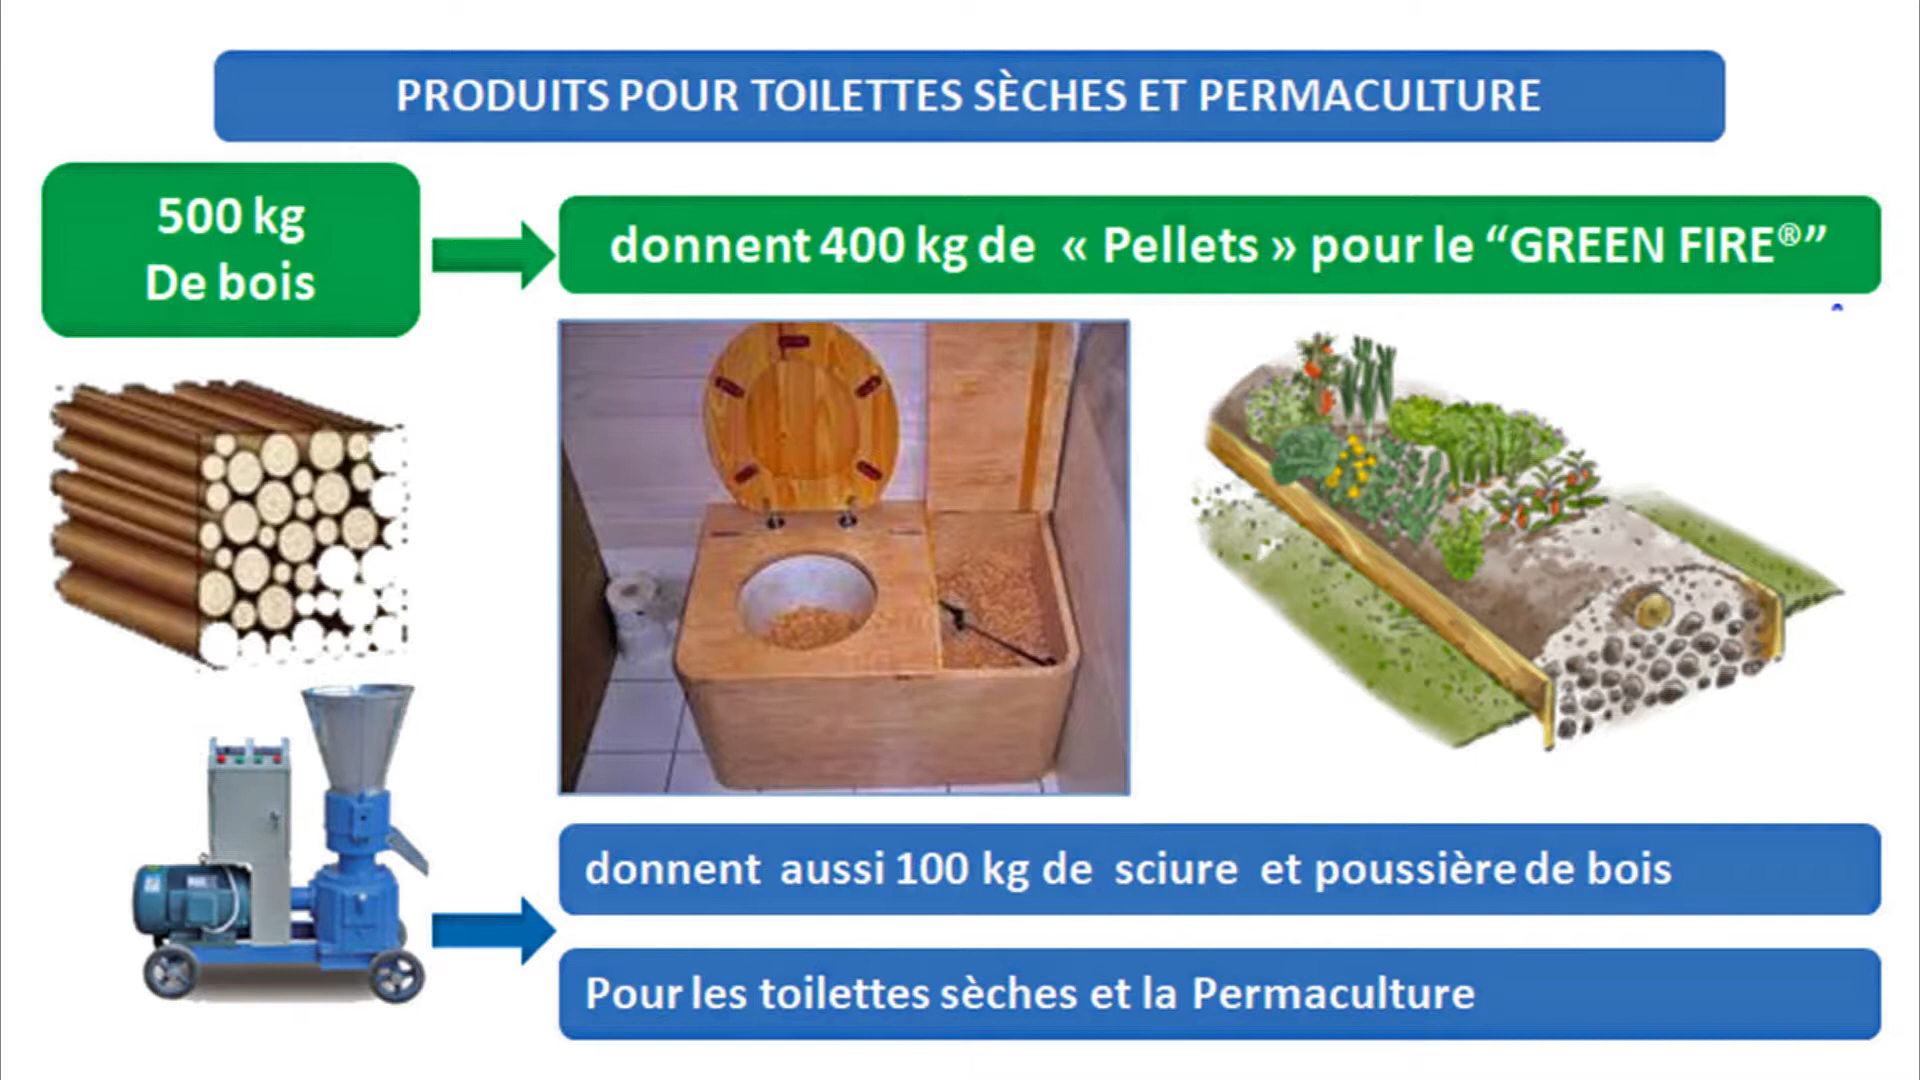 PRODUITS POUR TOILETTES SÈCHES ET PERMACULTURE
500 kg
De bois
donnent 400 kg de « Pellets » pour le “GREEN FIRE®”
donnent aussi 100 kg de sciure et poussière de bois
Pour les toilettes sèches et la Permaculture